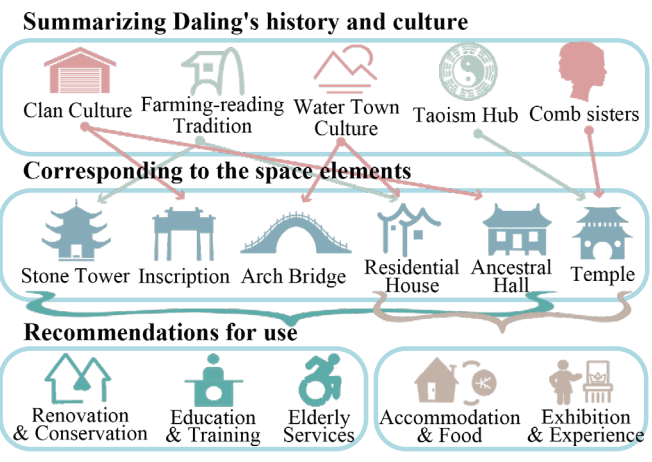 Summarizing Daling's history and culture
Clan Culture
Farming-reading
Tradition
Water Town
Culture
Taoism Hub
Comb sisters
Corresponding to the space elements
Stone Tower
Inscription
Arch Bridge
Residential
House
Ancestral
Hall
Temple
Recommendations for use
Renovation
& Conservation
Education
& Training
Elderly
Services
Accommodation
& Food
Exhibition
& Experience